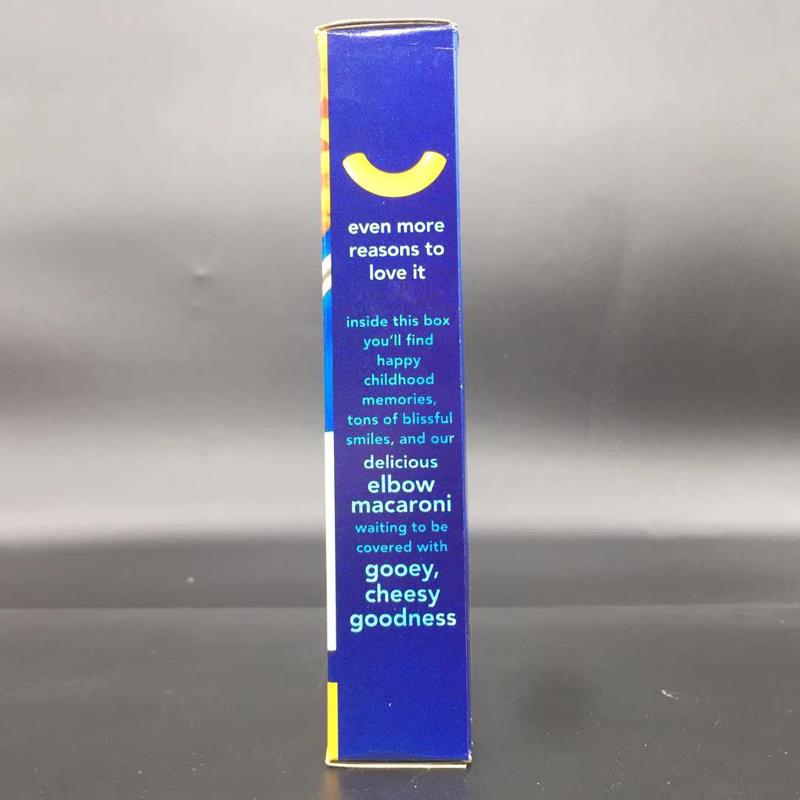 even more
reasons to
love it
inside this box
you'll find
happy
childhood
memories,
tons of blissful
smiles, and our
delicious
elbow
macaroni
waiting to be
covered with
gooey,
cheesy
goodness